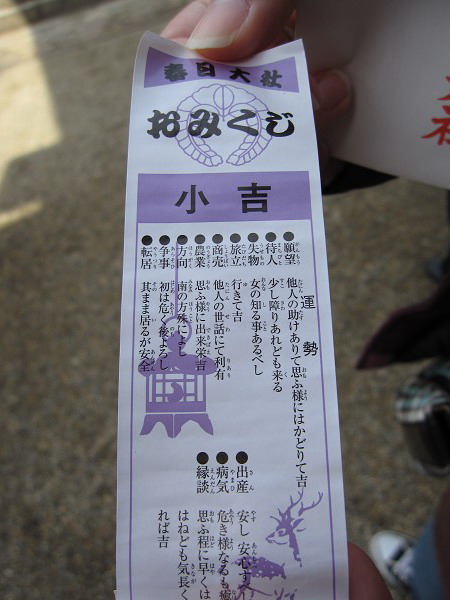 春日大社
おみくじ
小吉
運勢
●願望 他人の助けありて思ふ様にはかどりて吉
●待人 少し障りあれども来る
●失物 女の知る事あるべし
●旅立 行きて吉
●商売 他人の世話にて利有
●農業 思ふ様に出来栄吉
●方向 南の方殊によし
●争事 初は危く後よろし
●転居 其まま居るが安全
●出産 安し 安心す
●病気 危き様なるも
●縁談 思ふ程に早くは
はねども気長く
れば吉